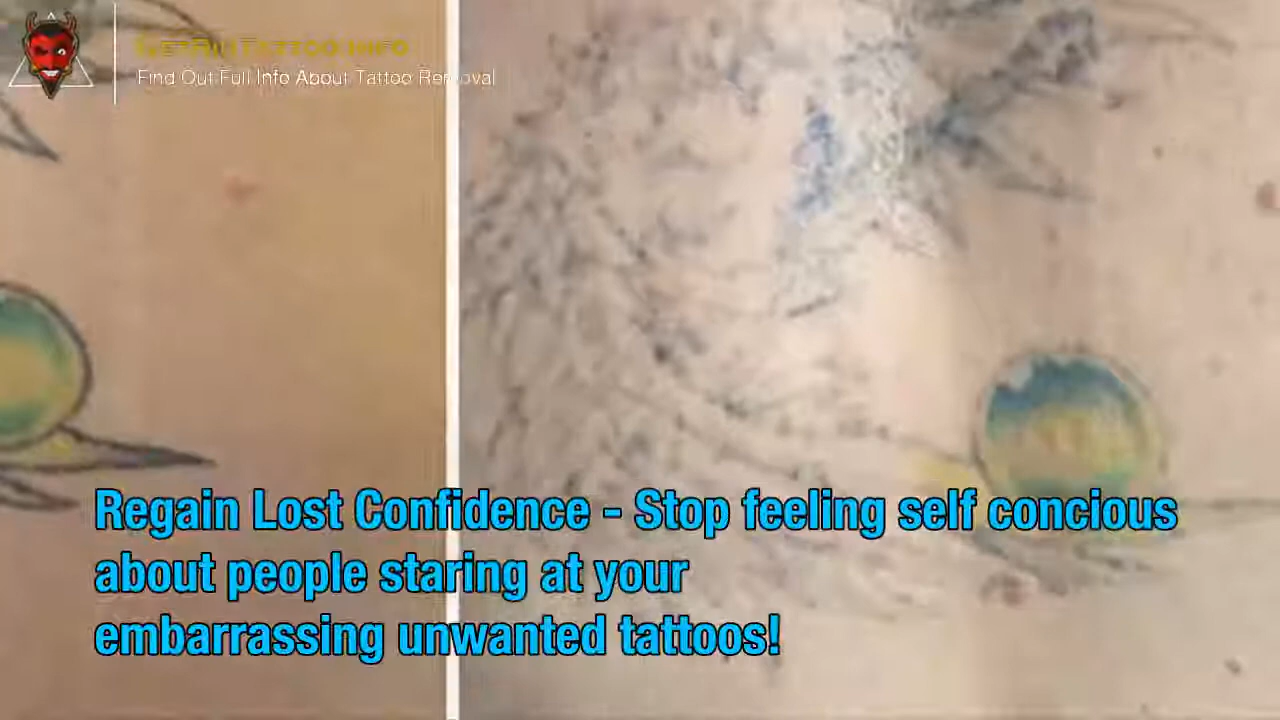 Find Out Full Info About Tattoo Removal
Regain Lost Confidence - Stop feeling self concious
about people staring at your
embarrassing unwanted tattoos!